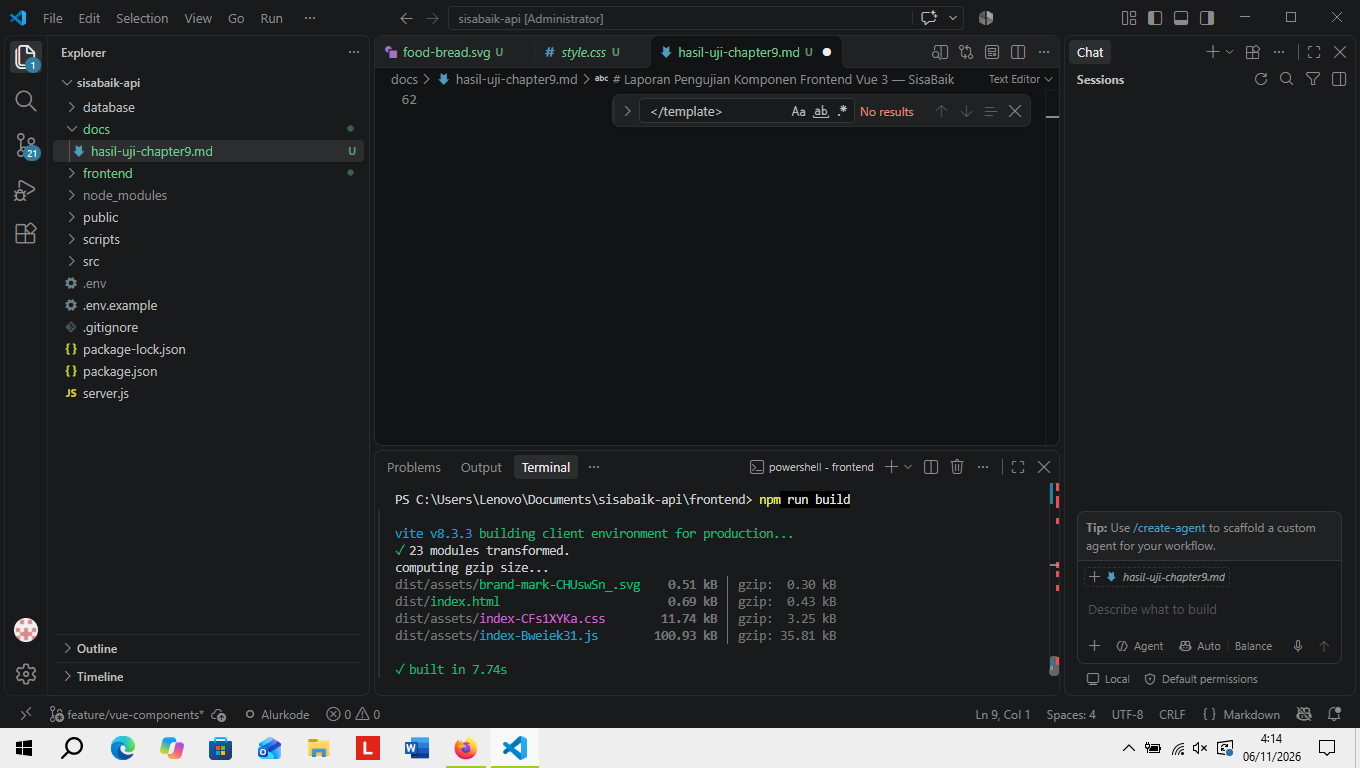 File Edit Selection View Go Run ··· sisabaik-api [Administrator]
Explorer ···
sisabaik-api
database
docs
hasil-uji-chapter9.md U
frontend
node_modules
public
scripts
src
.env
.env.example
.gitignore
{} package-lock.json
{} package.json
JS server.js
Outline
Timeline
1
21
food-bread.svg U # style.css U hasil-uji-chapter9.md U
docs > hasil-uji-chapter9.md > abc # Laporan Pengujian Komponen Frontend Vue 3 — SisaBaik Text Editor
62
</template> Aa ab .* No results
Problems Output Terminal ··· powershell - frontend
PS C:\Users\Lenovo\Documents\sisabaik-api\frontend> npm run build
vite v8.3.3 building client environment for production...
✓ 23 modules transformed.
computing gzip size...
dist/assets/brand-mark-CHUswSn_.svg 0.51 kB │ gzip: 0.30 kB
dist/index.html 0.69 kB │ gzip: 0.43 kB
dist/assets/index-CFs1XYKa.css 11.74 kB │ gzip: 3.25 kB
dist/assets/index-Bweiek31.js 100.93 kB │ gzip: 35.81 kB
✓ built in 7.74s
Chat
Sessions
Tip: Use /create-agent to scaffold a custom
agent for your workflow.
hasil-uji-chapter9.md
Describe what to build
Agent Auto Balance
Local Default permissions
feature/vue-components* Alurkode 0 0 Ln 9, Col 1 Spaces: 4 UTF-8 CRLF {} Markdown
L W
4:14
06/11/2026